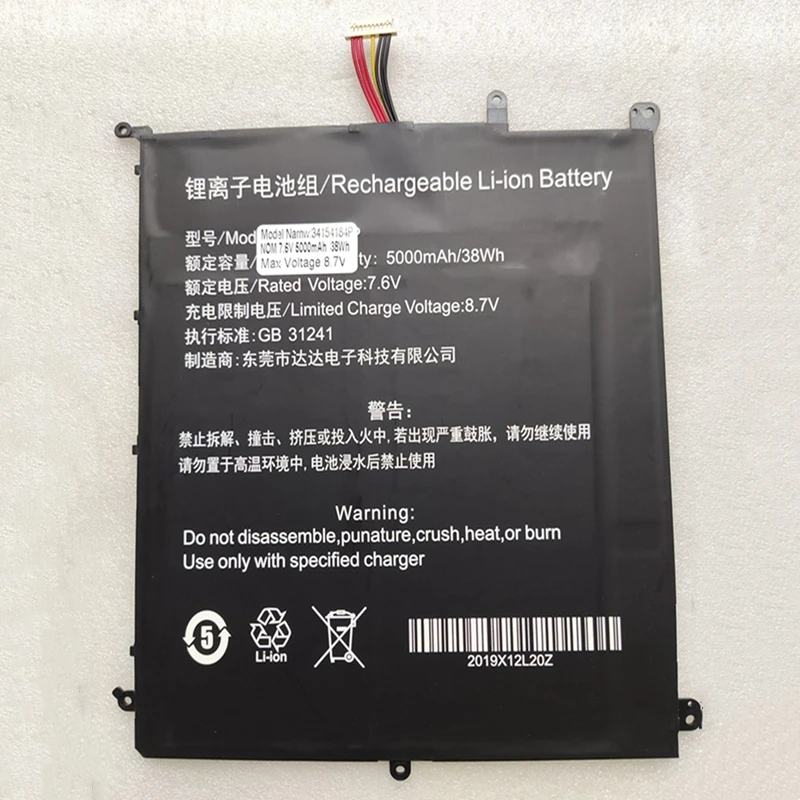 锂离子电池组/Rechargeable Li-ion Battery
型号/Mod
Model Narnw:34154184P
额定容量/ ty: 5000mAh/38Wh
NOM 7.6V 5000mAh 38Wh
Max Voltage 8.7V
额定电压/Rated Voltage:7.6V
充电限制电压/Limited Charge Voltage:8.7V
执行标准:GB 31241
制造商:东莞市达达电子科技有限公司
警告:
禁止拆解、撞击、挤压或投入火中,若出现严重鼓胀，请勿继续使用
请勿置于高温环境中,电池浸水后禁止使用
Warning:
Do not disassemble,punature,crush,heat,or burn
Use only with specified charger
5
Li-ion
2019X12L20Z